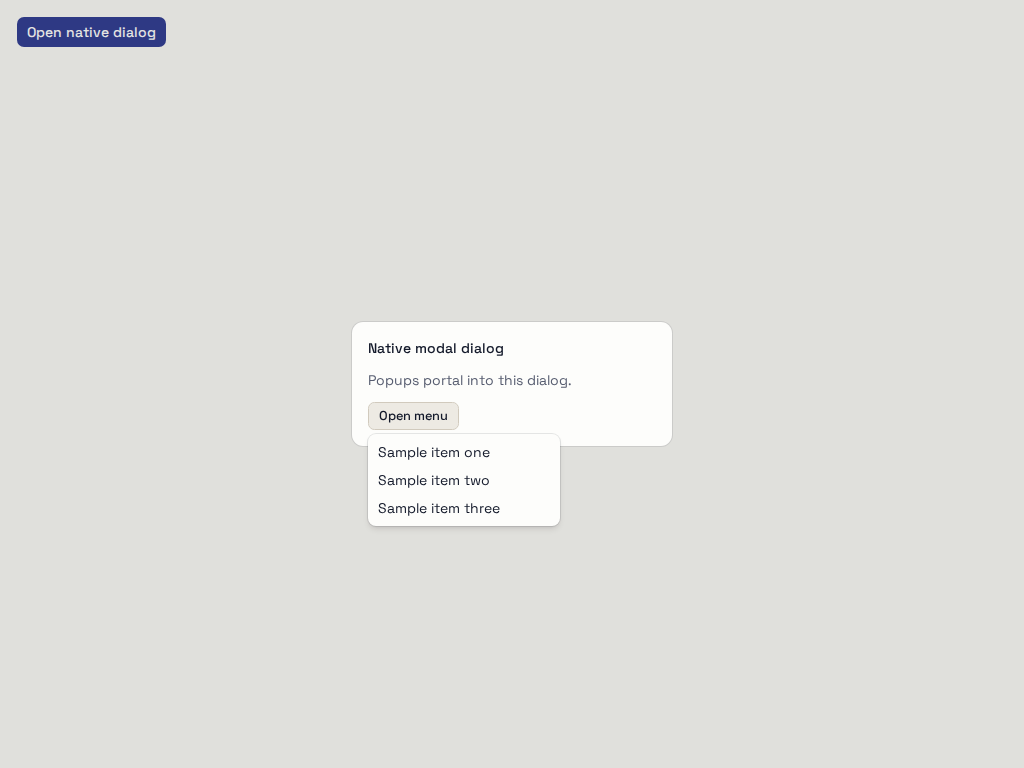 Open native dialog
Native modal dialog
Popups portal into this dialog.
Open menu
Sample item one
Sample item two
Sample item three